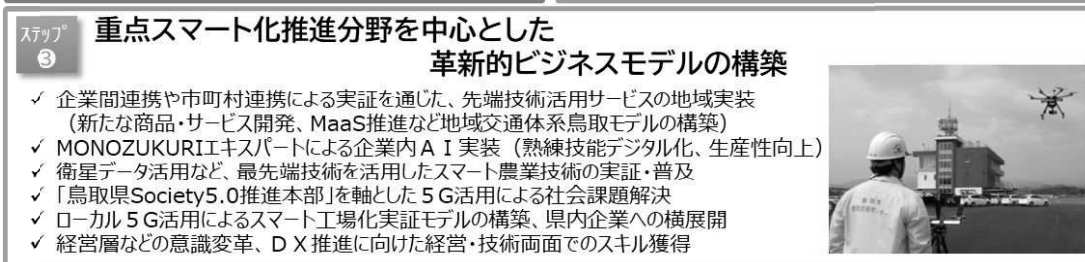 ステップ
❸
重点スマート化推進分野を中心とした
革新的ビジネスモデルの構築
✓ 企業間連携や市町村連携による実証を通じた、先端技術活用サービスの地域実装
（新たな商品・サービス開発、MaaS推進など地域交通体系鳥取モデルの構築）
✓ MONOZUKURIエキスパートによる企業内ＡＩ実装（熟練技能デジタル化、生産性向上）
✓ 衛星データ活用など、最先端技術を活用したスマート農業技術の実証・普及
✓ 「鳥取県Society5.0推進本部」を軸とした５G活用による社会課題解決
✓ ローカル５G活用によるスマート工場化実証モデルの構築、県内企業への横展開
✓ 経営層などの意識変革、ＤＸ推進に向けた経営・技術両面でのスキル獲得